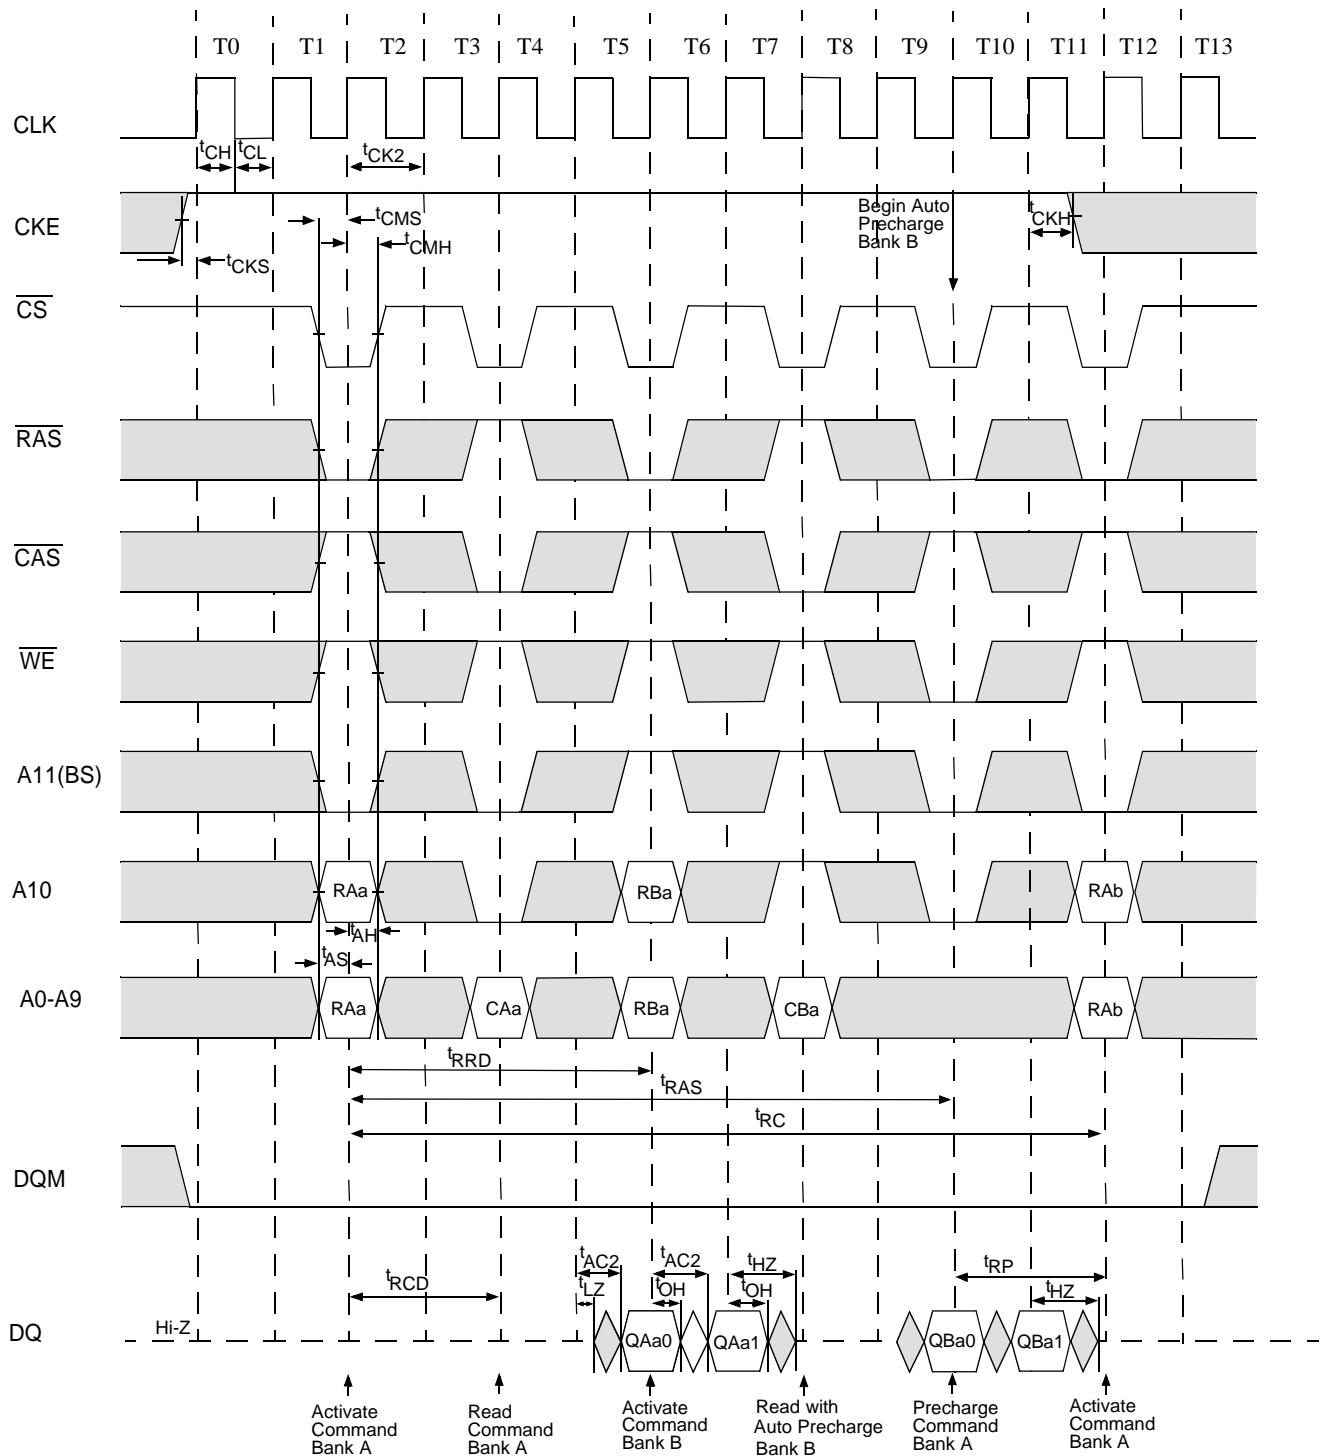 T0 T1 T2 T3 T4 T5 T6 T7 T8 T9 T10 T11 T12 T13
CLK
tCH tCL tCK2
CKE
tCMS
tCMH
tCKS
Begin Auto
Precharge
Bank B
tCKH
CS
RAS
CAS
WE
A11(BS)
A10
RAa RBa RAb
tAH
tAS
A0-A9
RAa CAa RBa CBa RAb
tRRD
tRAS
tRC
DQM
tRCD
tAC2 tAC2 tHZ
tLZ tOH tOH
tRP
tHZ
DQ
Hi-Z
QAa0 QAa1 QBa0 QBa1
Activate
Command
Bank A
Read
Command
Bank A
Activate
Command
Bank B
Read with
Auto Precharge
Bank B
Precharge
Command
Bank A
Activate
Command
Bank A